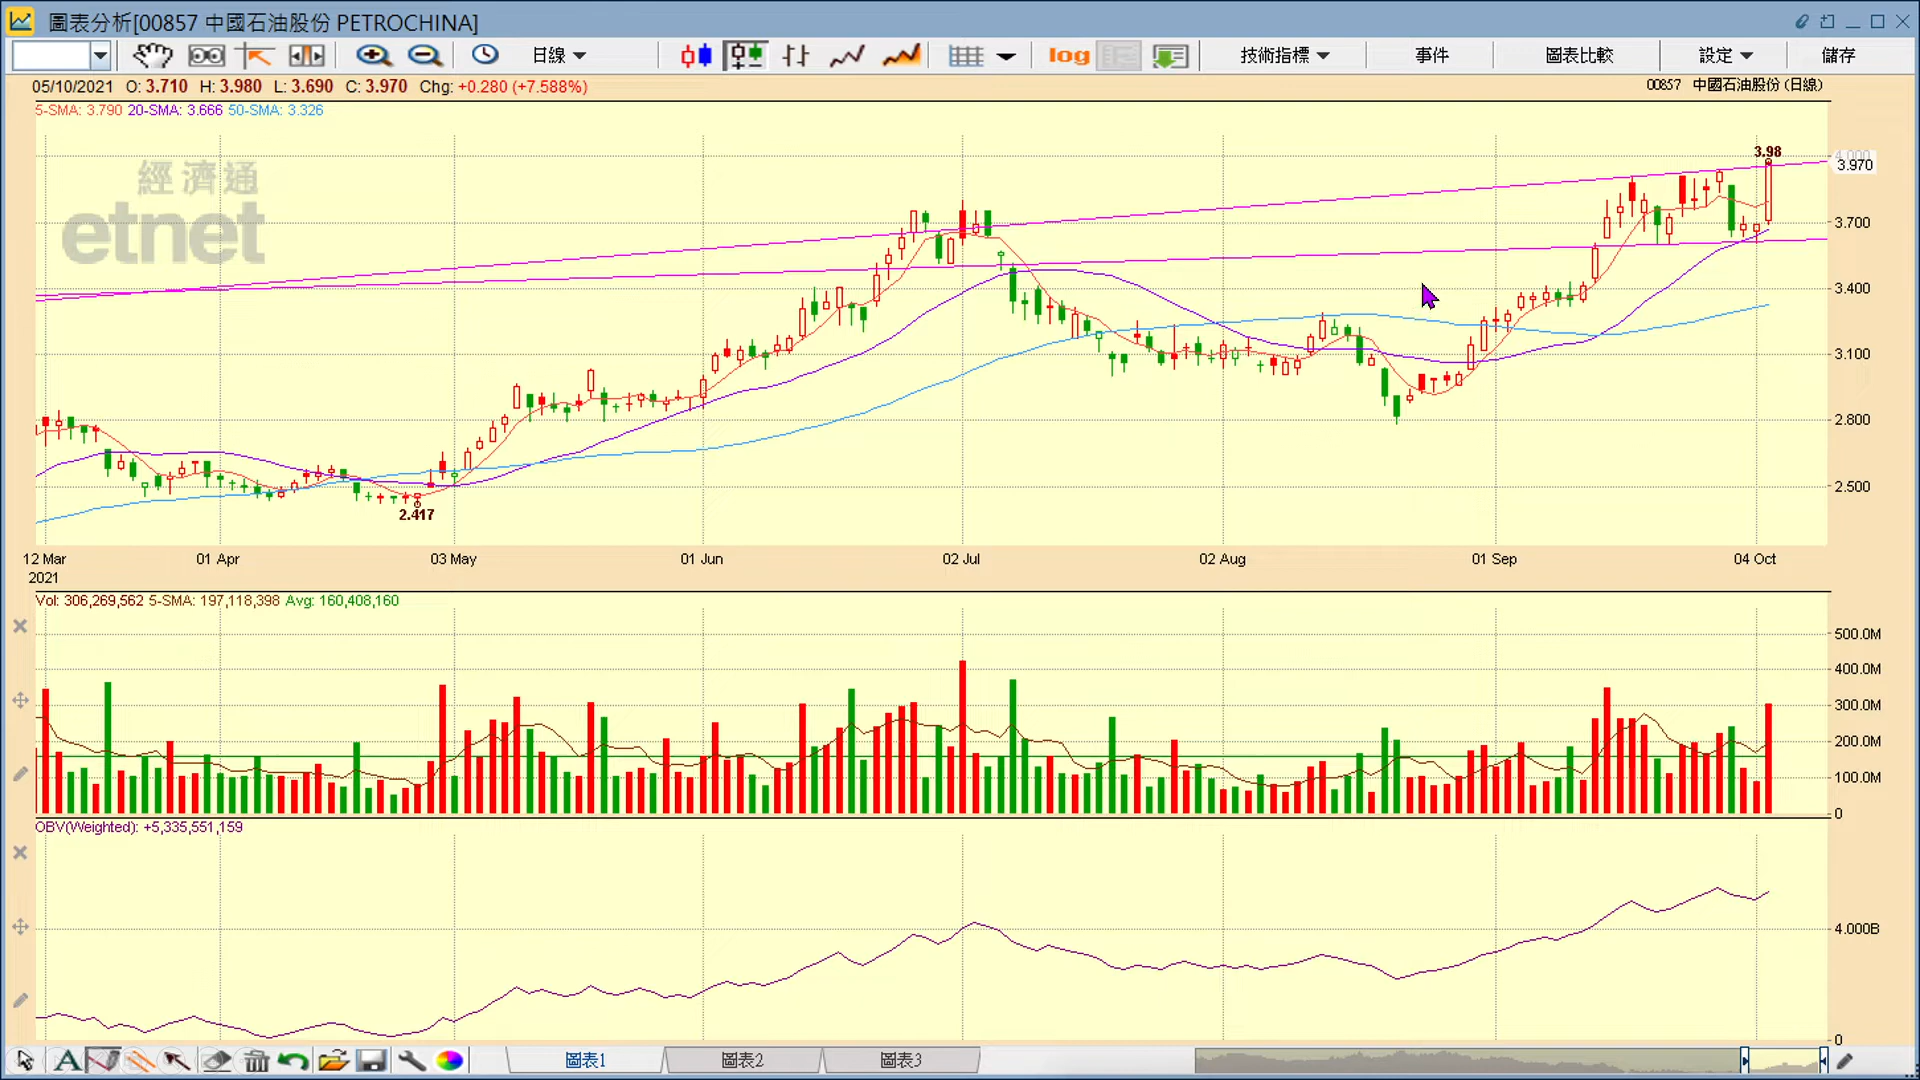 圖表分析[00857 中國石油股份 PETROCHINA]
日線
log
技術指標
事件
圖表比較
設定
儲存
05/10/2021 O: 3.710 H: 3.980 L: 3.690 C: 3.970 Chg: +0.280 (+7.588%)
00857 中國石油股份 (日線)
5-SMA: 3.790 20-SMA: 3.666 50-SMA: 3.326
經濟通
etnet
3.98
4.000
3.970
3.700
3.400
3.100
2.800
2.500
2.417
12 Mar 01 Apr 03 May 01 Jun 02 Jul 02 Aug 01 Sep 04 Oct
2021
Vol: 306,269,562 5-SMA: 197,118,398 Avg: 160,408,160
500.0M
400.0M
300.0M
200.0M
100.0M
0
OBV(Weighted): +5,335,551,159
4.000B
0
A
圖表1
圖表2
圖表3